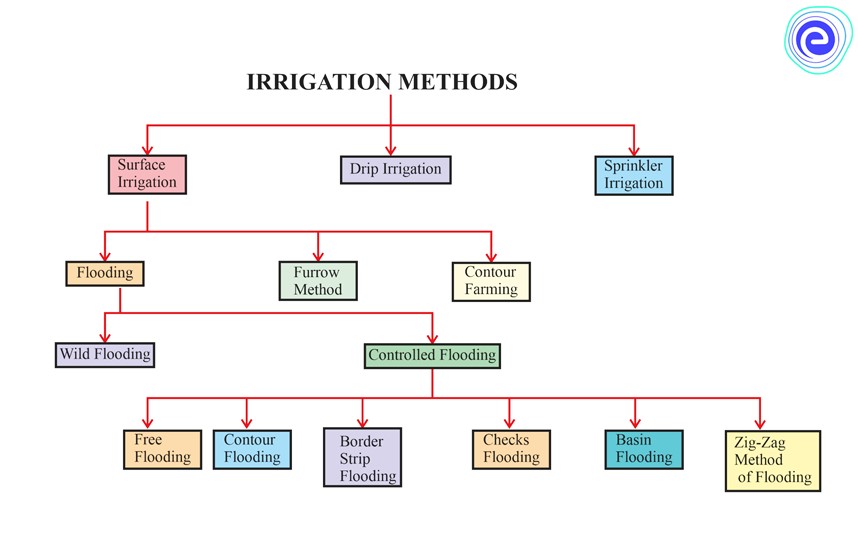 IRRIGATION METHODS
Surface
Irrigation
Drip Irrigation
Sprinkler
Irrigation
Flooding
Furrow
Method
Contour
Farming
Wild Flooding
Controlled Flooding
Free
Flooding
Contour
Flooding
Border
Strip
Flooding
Checks
Flooding
Basin
Flooding
Zig-Zag
Method
of Flooding